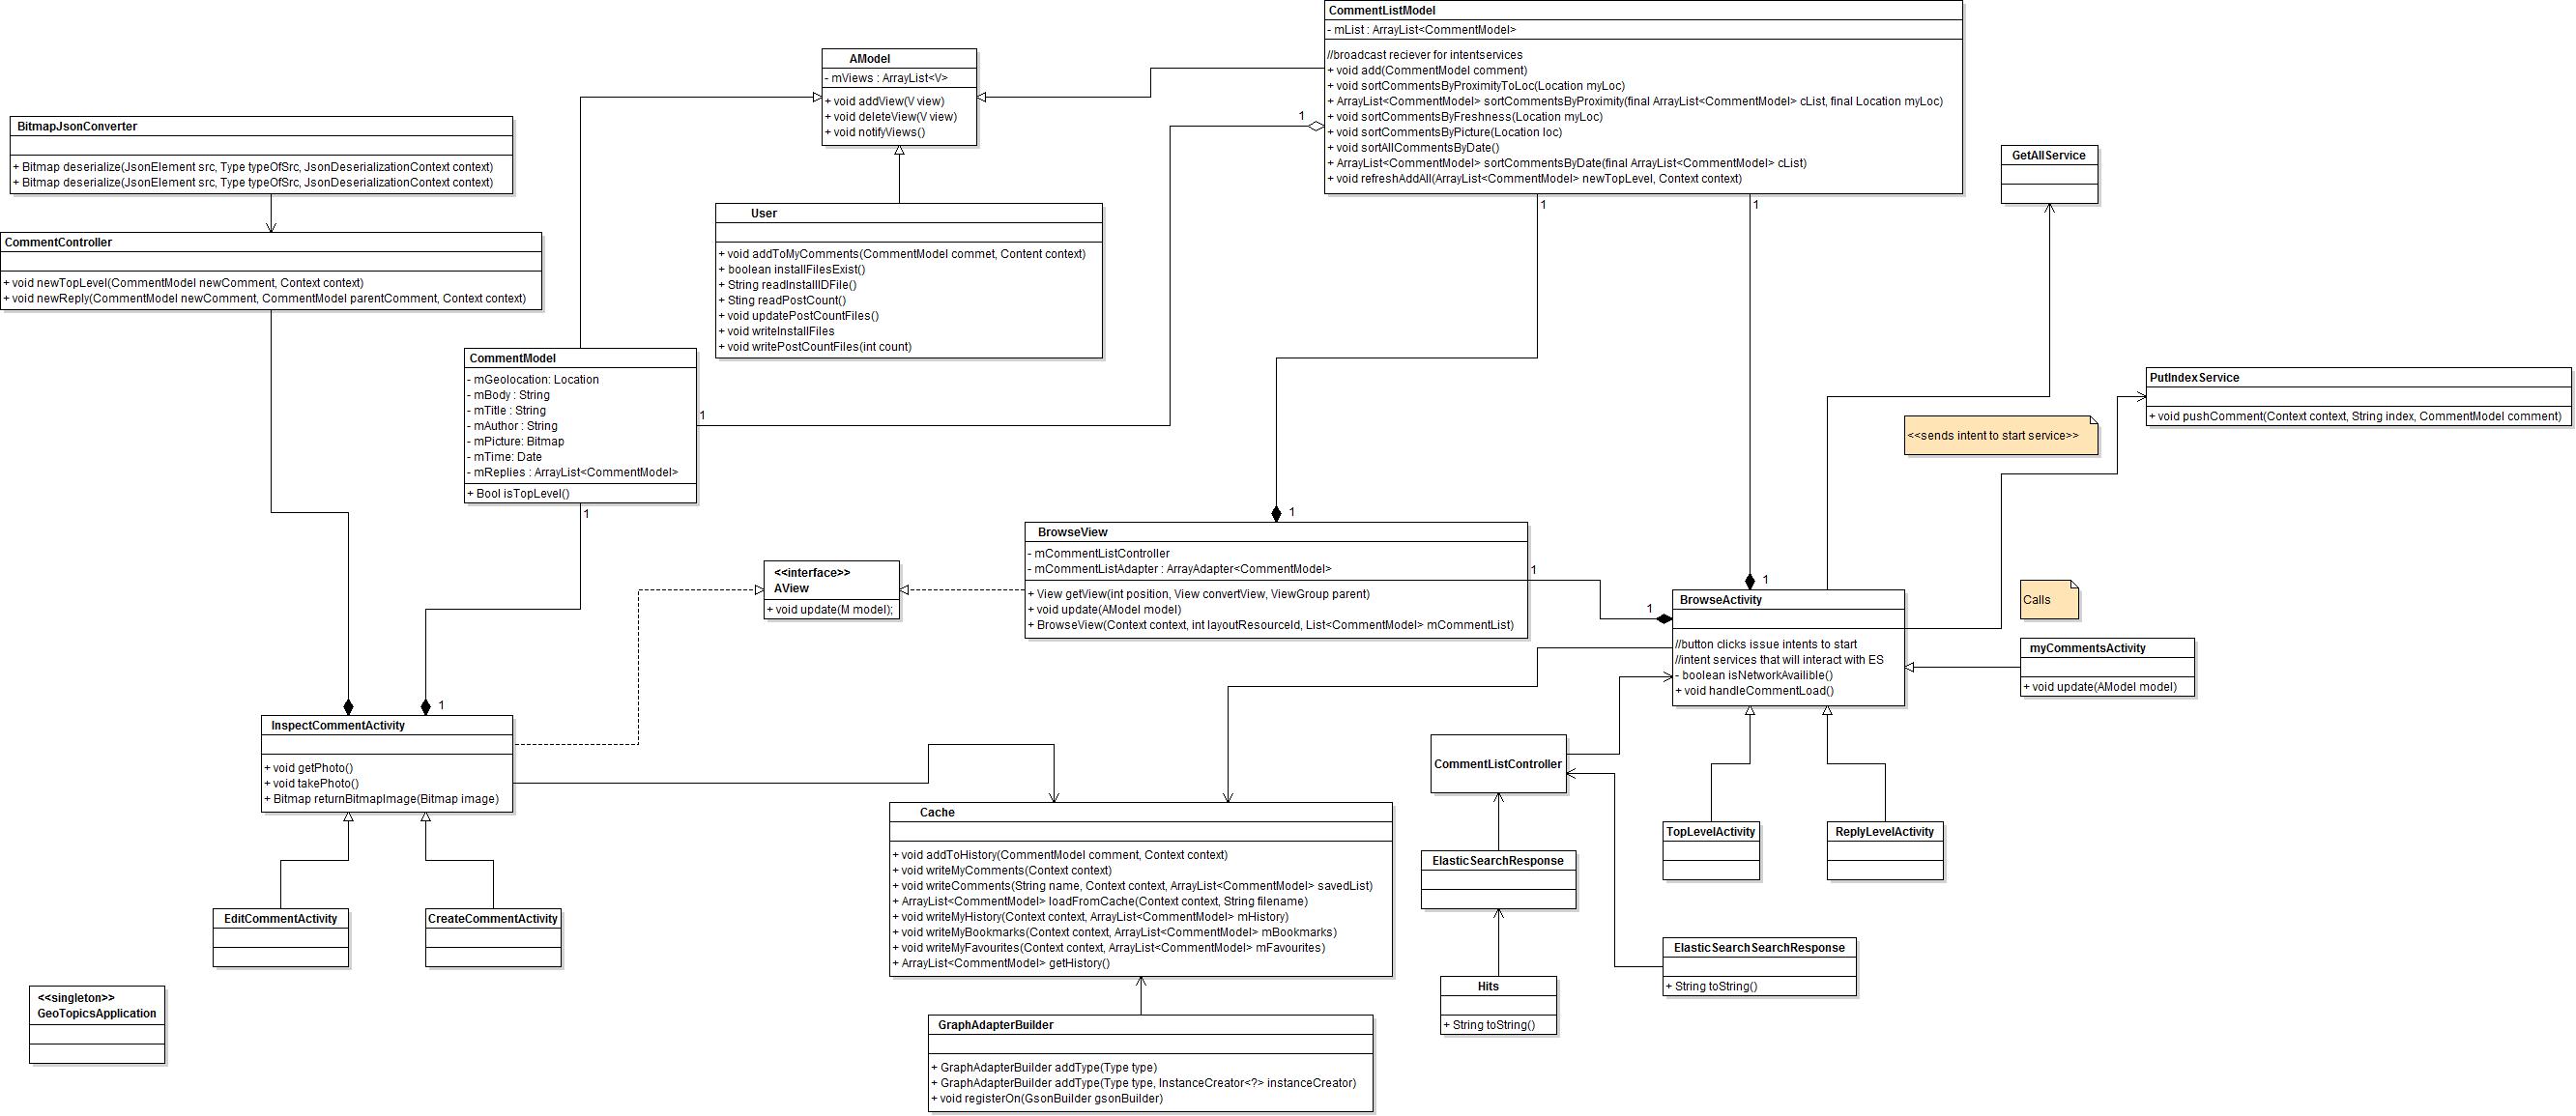 CommentListModel
- mList : ArrayList<CommentModel>
//broadcast reciever for intentservices
+ void add(CommentModel comment)
+ void sortCommentsByProximityToLoc(Location myLoc)
+ ArrayList<CommentModel> sortCommentsByProximity(final ArrayList<CommentModel> cList, final Location myLoc)
+ void sortCommentsByFreshness(Location myLoc)
+ void sortCommentsByPicture(Location loc)
+ void sortAllCommentsByDate()
+ ArrayList<CommentModel> sortCommentsByDate(final ArrayList<CommentModel> cList)
+ void refreshAddAll(ArrayList<CommentModel> newTopLevel, Context context)
1
1
1
AModel
- mViews : ArrayList<V>
+ void addView(V view)
+ void deleteView(V view)
+ void notifyViews()
BitmapJsonConverter
+ Bitmap deserialize(JsonElement src, Type typeOfSrc, JsonDeserializationContext context)
+ Bitmap deserialize(JsonElement src, Type typeOfSrc, JsonDeserializationContext context)
GetAllService
User
+ void addToMyComments(CommentModel commet, Content context)
+ boolean installFilesExist()
+ String readInstallIDFile()
+ Sting readPostCount()
+ void updatePostCountFiles()
+ void writeInstallFiles
+ void writePostCountFiles(int count)
CommentController
+ void newTopLevel(CommentModel newComment, Context context)
+ void newReply(CommentModel newComment, CommentModel parentComment, Context context)
CommentModel
- mGeolocation: Location
- mBody : String
- mTitle : String
- mAuthor : String
- mPicture: Bitmap
- mTime: Date
- mReplies : ArrayList<CommentModel>
+ Bool isTopLevel()
1
1
PutIndexService
+ void pushComment(Context context, String index, CommentModel comment)
<<sends intent to start service>>
1
BrowseView
- mCommentListController
- mCommentListAdapter : ArrayAdapter<CommentModel>
+ View getView(int position, View convertView, ViewGroup parent)
+ void update(AModel model)
+ BrowseView(Context context, int layoutResourceId, List<CommentModel> mCommentList)
1
<<interface>>
AView
+ void update(M model);
1
1
BrowseActivity
//button clicks issue intents to start
//intent services that will interact with ES
- boolean isNetworkAvailible()
+ void handleCommentLoad()
Calls
myCommentsActivity
+ void update(AModel model)
1
InspectCommentActivity
+ void getPhoto()
+ void takePhoto()
+ Bitmap returnBitmapImage(Bitmap image)
CommentListController
Cache
+ void addToHistory(CommentModel comment, Context context)
+ void writeMyComments(Context context)
+ void writeComments(String name, Context context, ArrayList<CommentModel> savedList)
+ ArrayList<CommentModel> loadFromCache(Context context, String filename)
+ void writeMyHistory(Context context, ArrayList<CommentModel> mHistory)
+ void writeMyBookmarks(Context context, ArrayList<CommentModel> mBookmarks)
+ void writeMyFavourites(Context context, ArrayList<CommentModel> mFavourites)
+ ArrayList<CommentModel> getHistory()
TopLevelActivity
ReplyLevelActivity
ElasticSearchResponse
EditCommentActivity
CreateCommentActivity
ElasticSearchSearchResponse
+ String toString()
Hits
+ String toString()
<<singleton>>
GeoTopicsApplication
GraphAdapterBuilder
+ GraphAdapterBuilder addType(Type type)
+ GraphAdapterBuilder addType(Type type, InstanceCreator<?> instanceCreator)
+ void registerOn(GsonBuilder gsonBuilder)